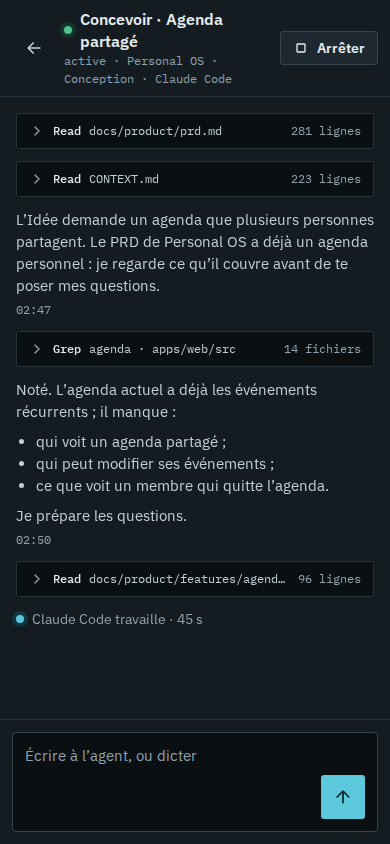 Concevoir · Agenda
partagé
active · Personal OS ·
Conception · Claude Code
Arrêter
Read docs/product/prd.md 281 lignes
Read CONTEXT.md 223 lignes
L’Idée demande un agenda que plusieurs personnes
partagent. Le PRD de Personal OS a déjà un agenda
personnel : je regarde ce qu’il couvre avant de te
poser mes questions.
02:47
Grep agenda · apps/web/src 14 fichiers
Noté. L’agenda actuel a déjà les événements
récurrents ; il manque :
• qui voit un agenda partagé ;
• qui peut modifier ses événements ;
• ce que voit un membre qui quitte l’agenda.
Je prépare les questions.
02:50
Read docs/product/features/agend… 96 lignes
Claude Code travaille · 45 s
Écrire à l’agent, ou dicter